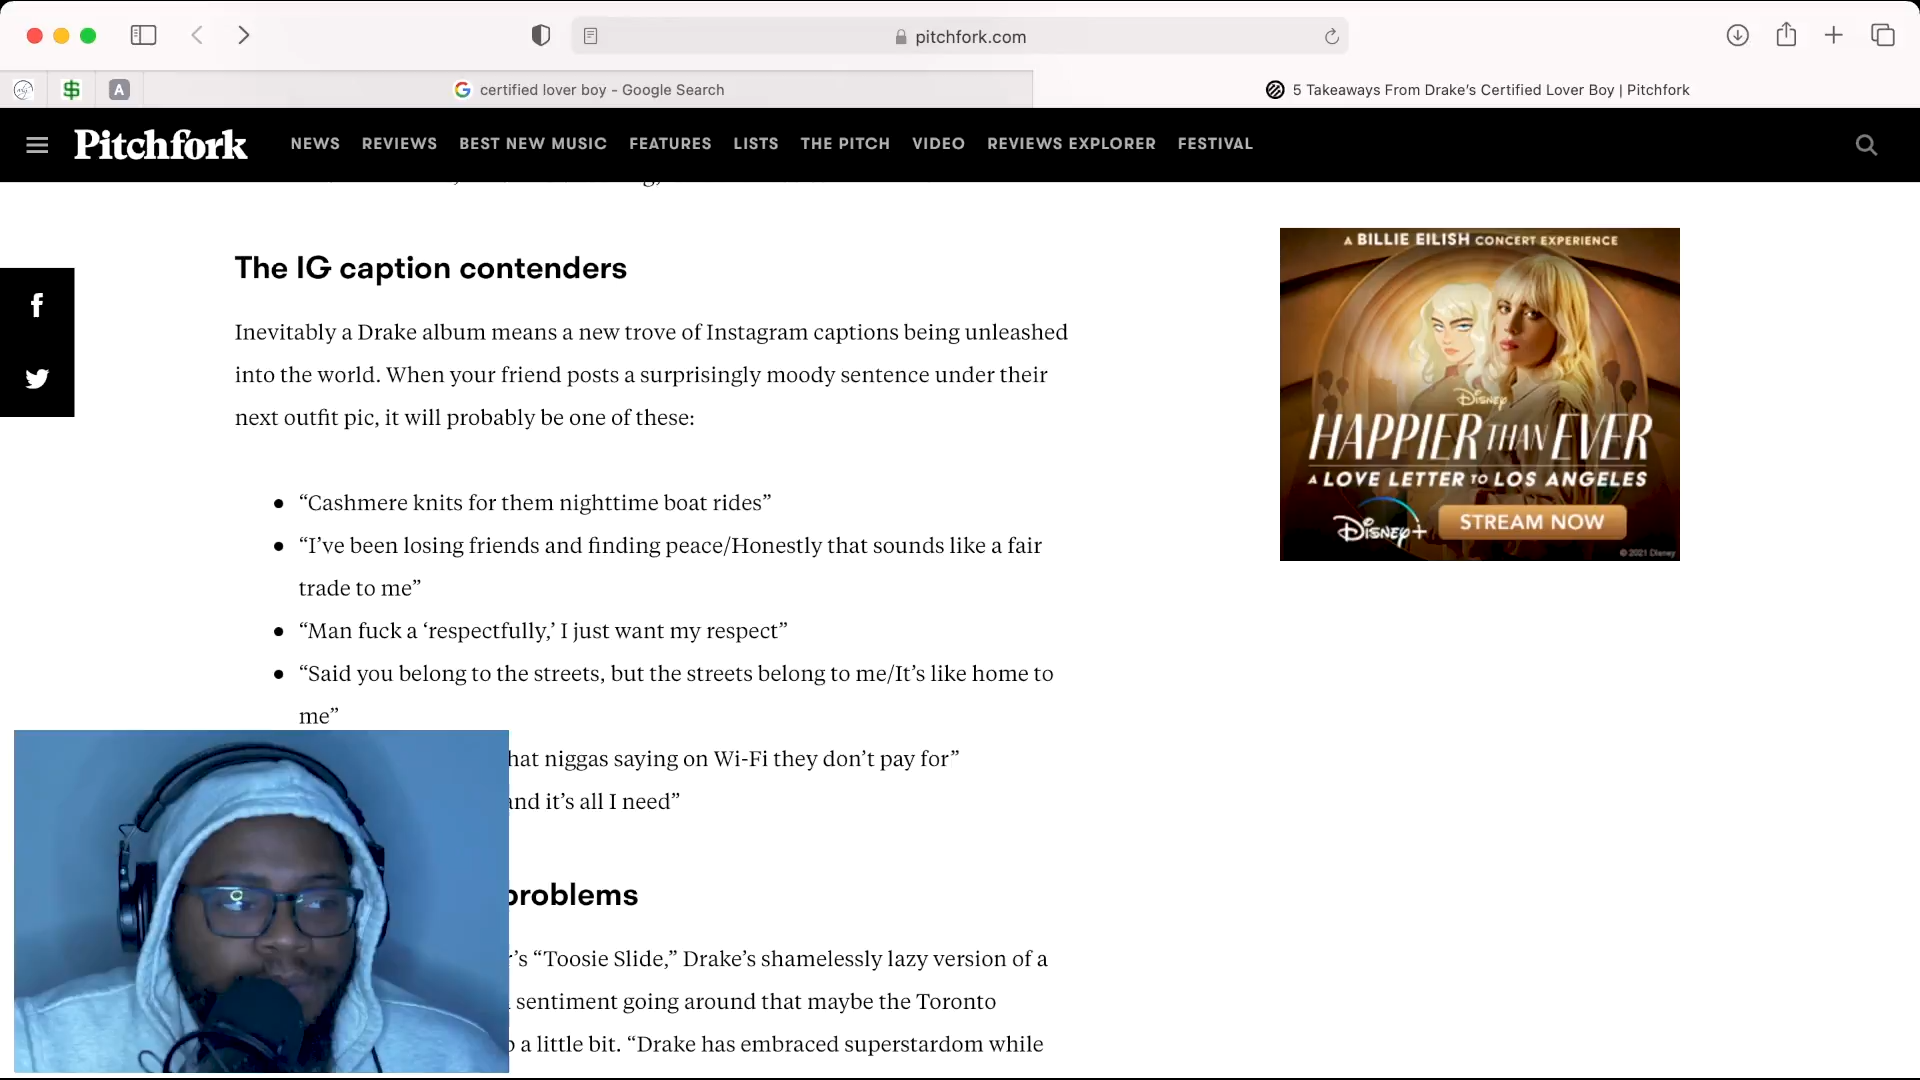 pitchfork.com
A
certified lover boy – Google Search
5 Takeaways From Drake's Certified Lover Boy | Pitchfork
Pitchfork
NEWS REVIEWS BEST NEW MUSIC FEATURES LISTS THE PITCH VIDEO REVIEWS EXPLORER FESTIVAL
The IG caption contenders
Inevitably a Drake album means a new trove of Instagram captions being unleashed
into the world. When your friend posts a surprisingly moody sentence under their
next outfit pic, it will probably be one of these:
“Cashmere knits for them nighttime boat rides”
“I’ve been losing friends and finding peace/Honestly that sounds like a fair
trade to me”
“Man fuck a ‘respectfully,’ I just want my respect”
“Said you belong to the streets, but the streets belong to me/It’s like home to
me”
niggas saying on Wi-Fi they don’t pay for”
and it’s all I need”
problems
“Toosie Slide,” Drake’s shamelessly lazy version of a
sentiment going around that maybe the Toronto
a little bit. “Drake has embraced superstardom while
A BILLIE EILISH CONCERT EXPERIENCE
DISNEY
HAPPIER THAN EVER
A LOVE LETTER TO LOS ANGELES
Disney+
STREAM NOW
© 2021 Disney